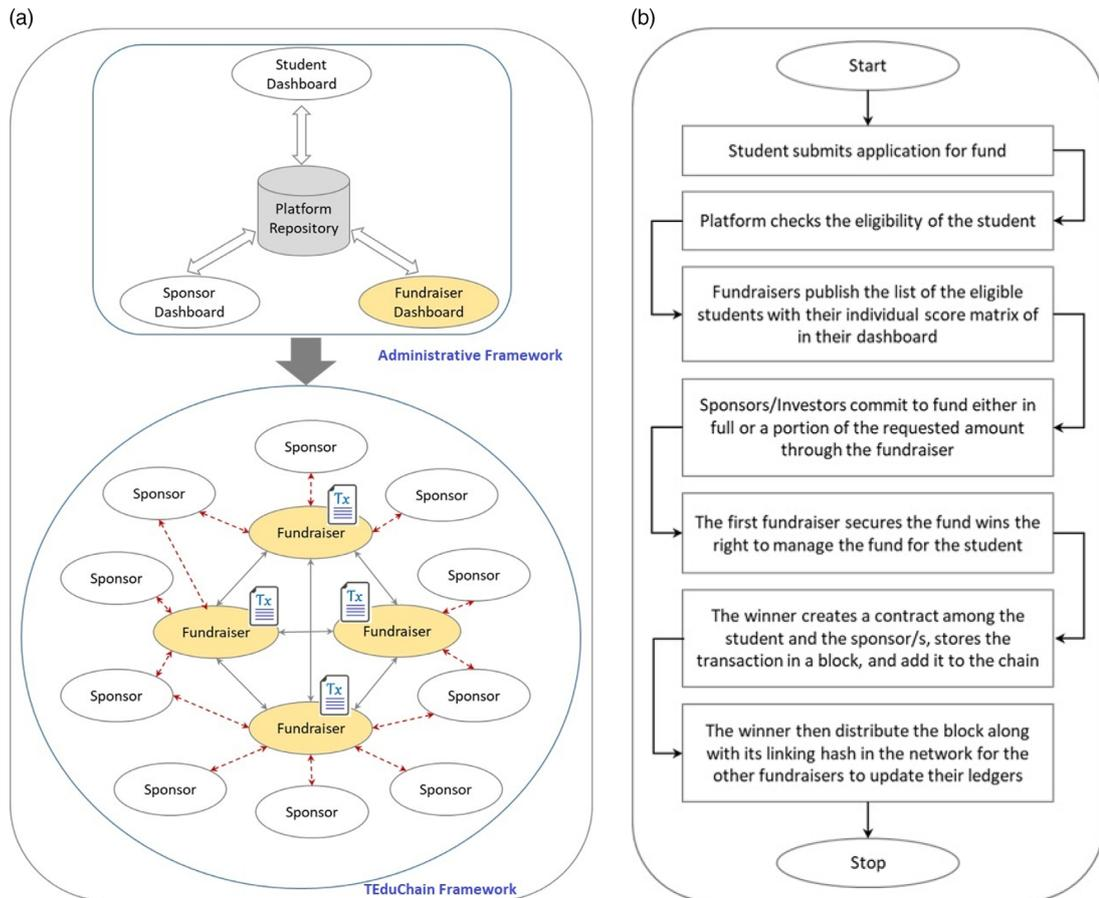 (a)
Student
Dashboard
Platform
Repository
Sponsor
Dashboard
Fundraiser
Dashboard
Administrative Framework
Sponsor
Sponsor
Sponsor
Tx
Fundraiser
Sponsor
Sponsor
Tx
Tx
Fundraiser
Fundraiser
Sponsor
Sponsor
Tx
Fundraiser
Sponsor
Sponsor
Sponsor
TEduChain Framework
(b)
Start
Student submits application for fund
Platform checks the eligibility of the student
Fundraisers publish the list of the eligible
students with their individual score matrix of
in their dashboard
Sponsors/Investors commit to fund either in
full or a portion of the requested amount
through the fundraiser
The first fundraiser secures the fund wins the
right to manage the fund for the student
The winner creates a contract among the
student and the sponsor/s, stores the
transaction in a block, and add it to the chain
The winner then distribute the block along
with its linking hash in the network for the
other fundraisers to update their ledgers
Stop